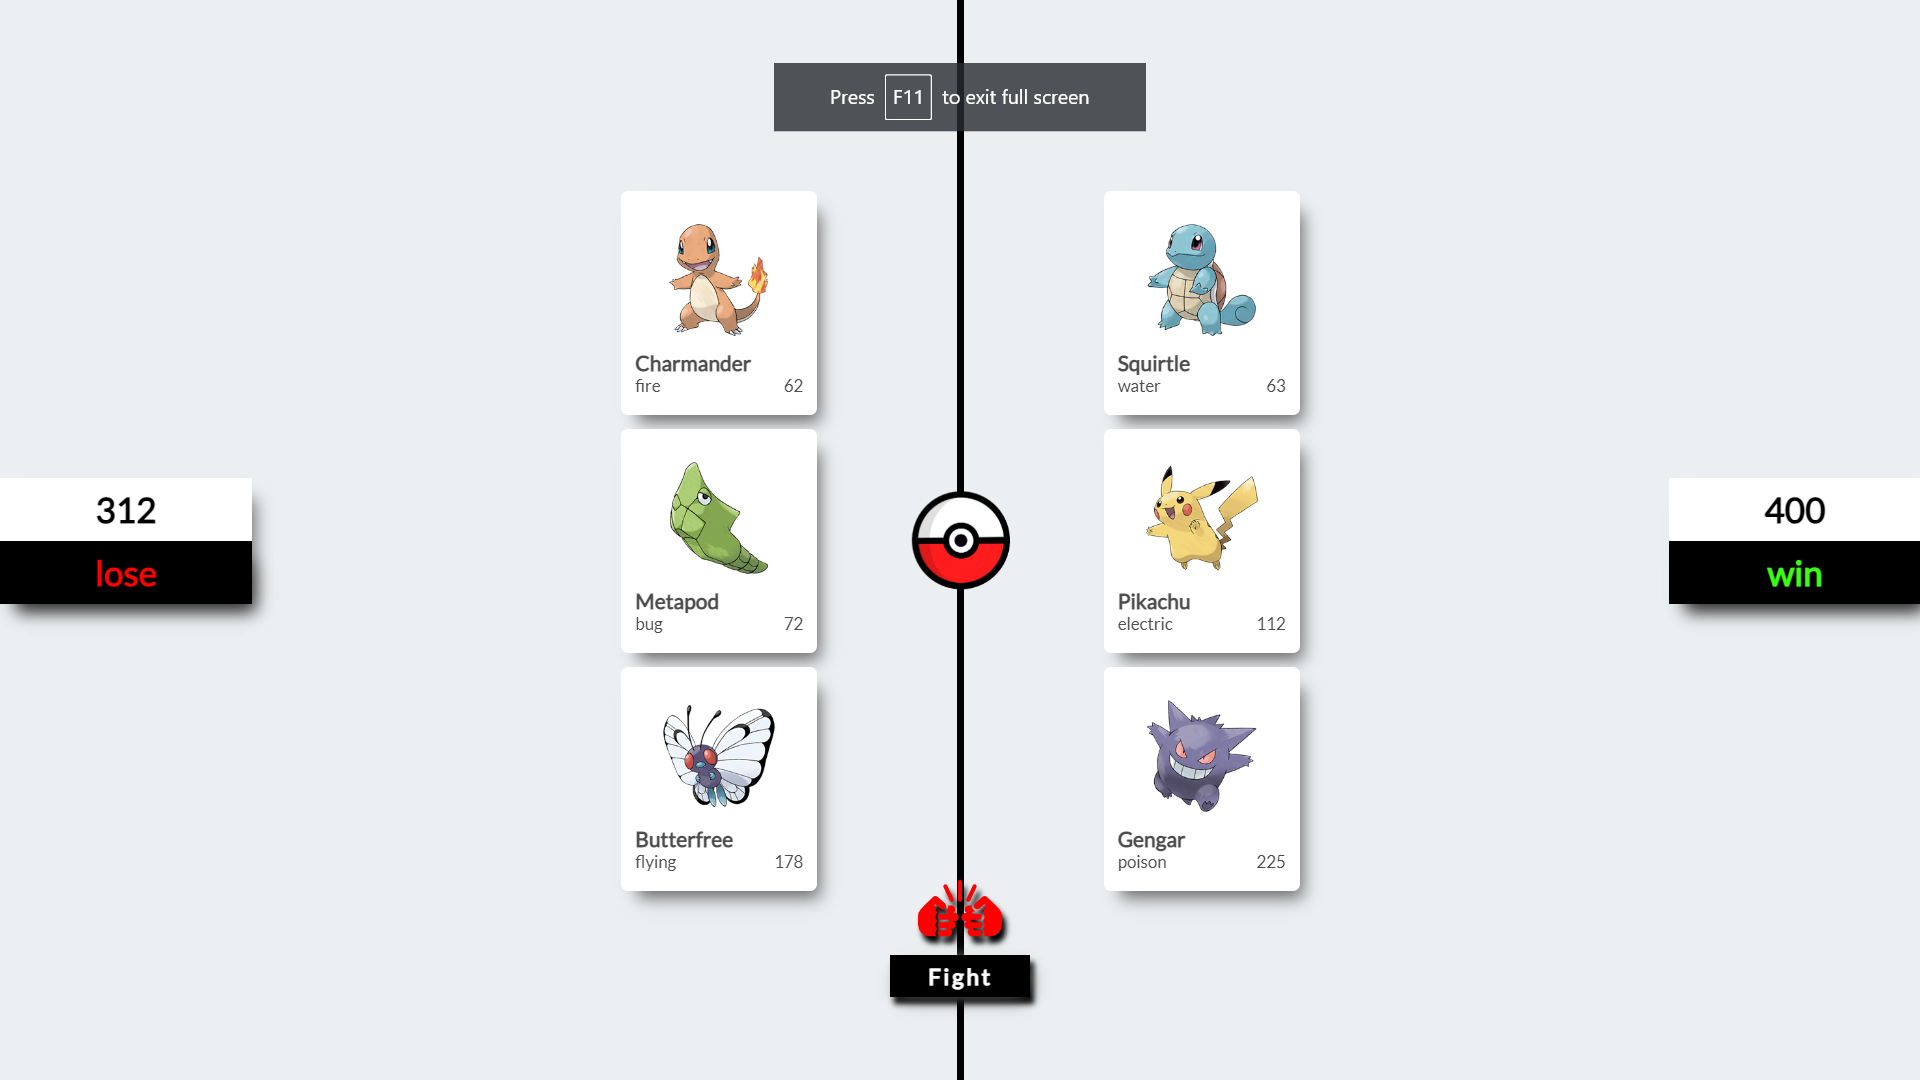 Press F11 to exit full screen
Charmander
fire 62
Squirtle
water 63
312
lose
Metapod
bug 72
Pikachu
electric 112
400
win
Butterfree
flying 178
Gengar
poison 225
Fight